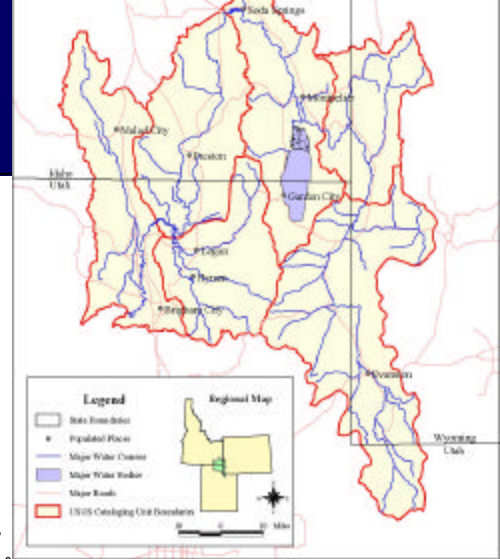 Soda Springs
Montpelier
Malad City
Preston
Idaho
Utah
Garden City
Logan
Hyrum
Brigham City
Evanston
Wyoming
Utah
Legend
State Boundaries
Populated Places
Major Water Courses
Major Water Bodies
Major Roads
USGS Cataloging Unit Boundaries
Regional Map
Miles